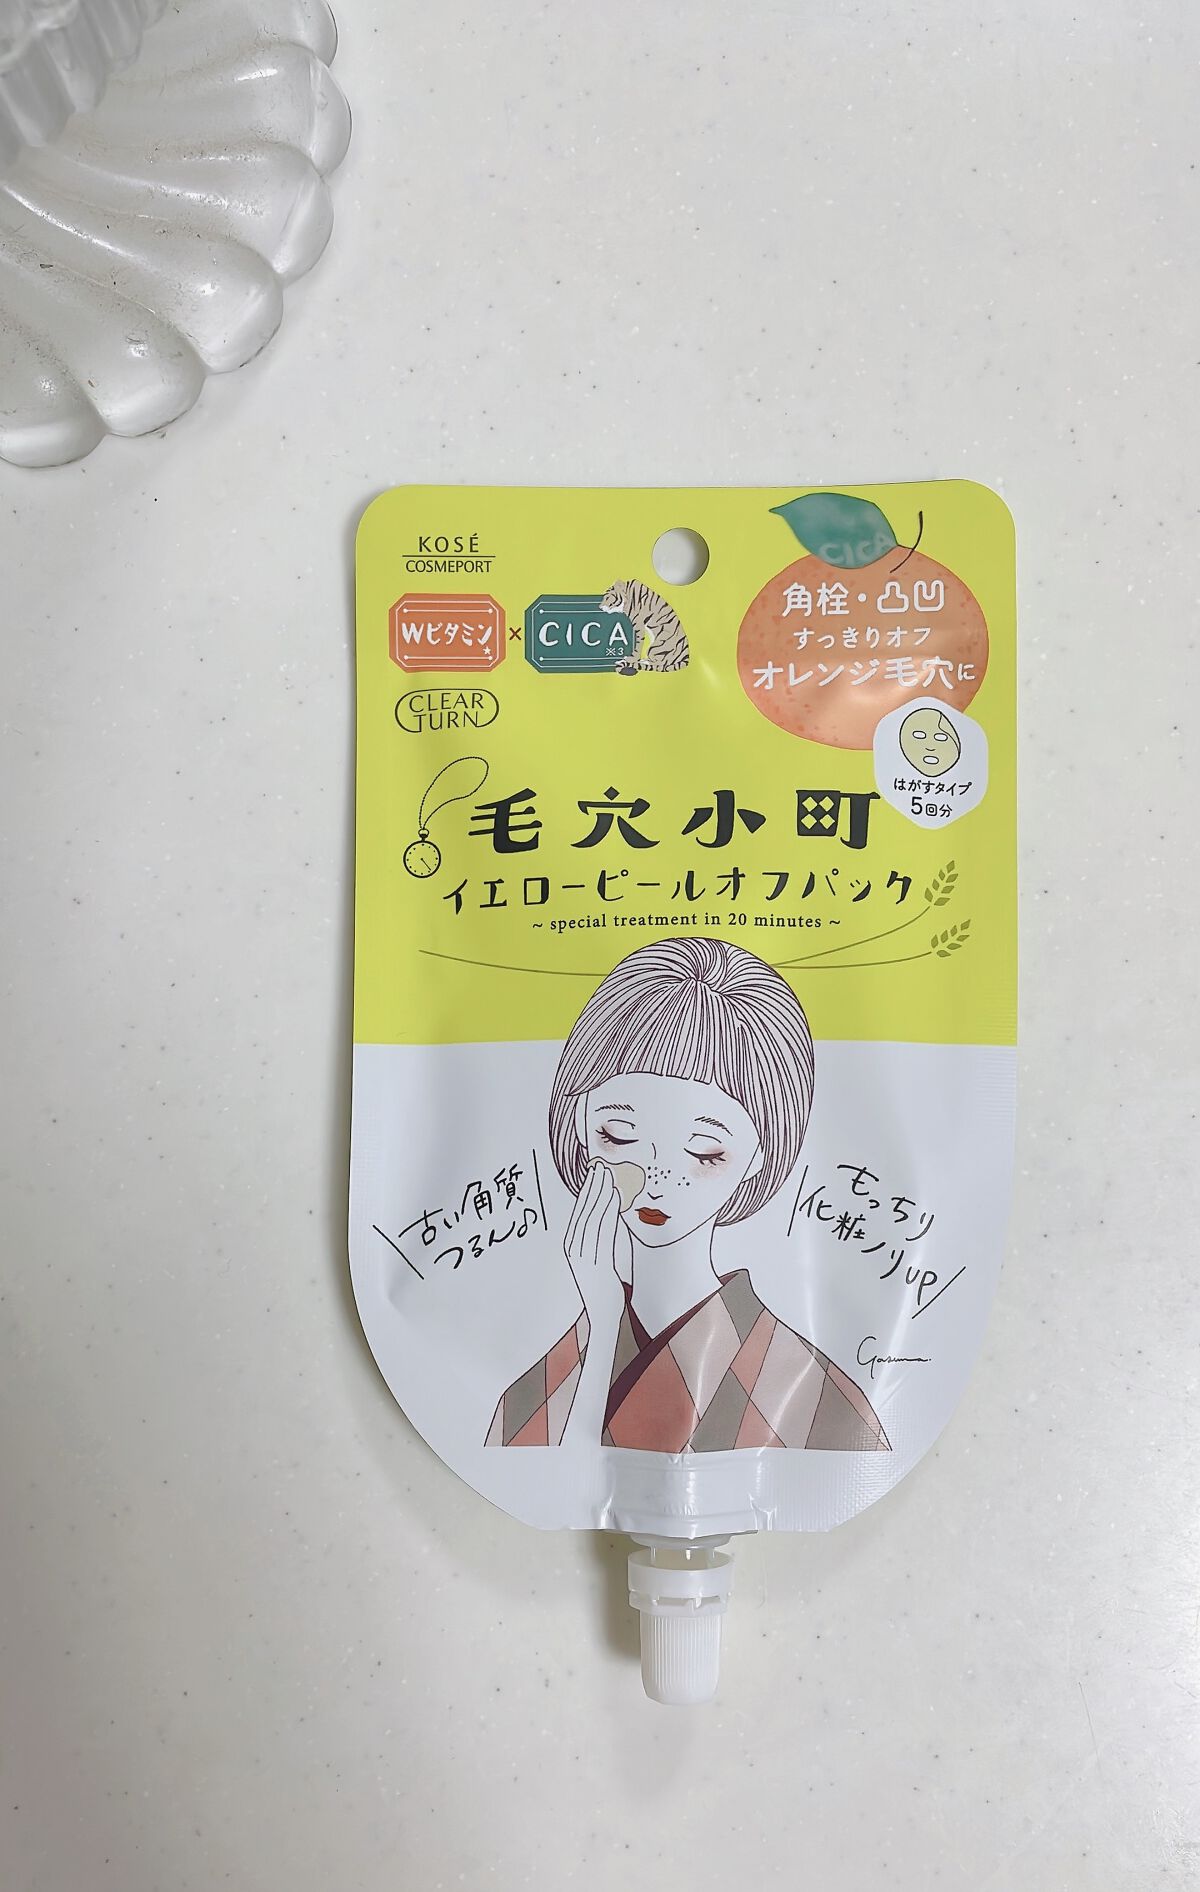 KOSÉ
COSMEPORT
Wビタミン × CICA ※3
CLEAR
TURN
CICA
角栓・凸凹
すっきりオフ
オレンジ毛穴に
はがすタイプ
5回分
毛穴小町
イエローピールオフパック
~ special treatment in 20 minutes ~
古い角質
つるん♪
もっちり
化粧ノリUP